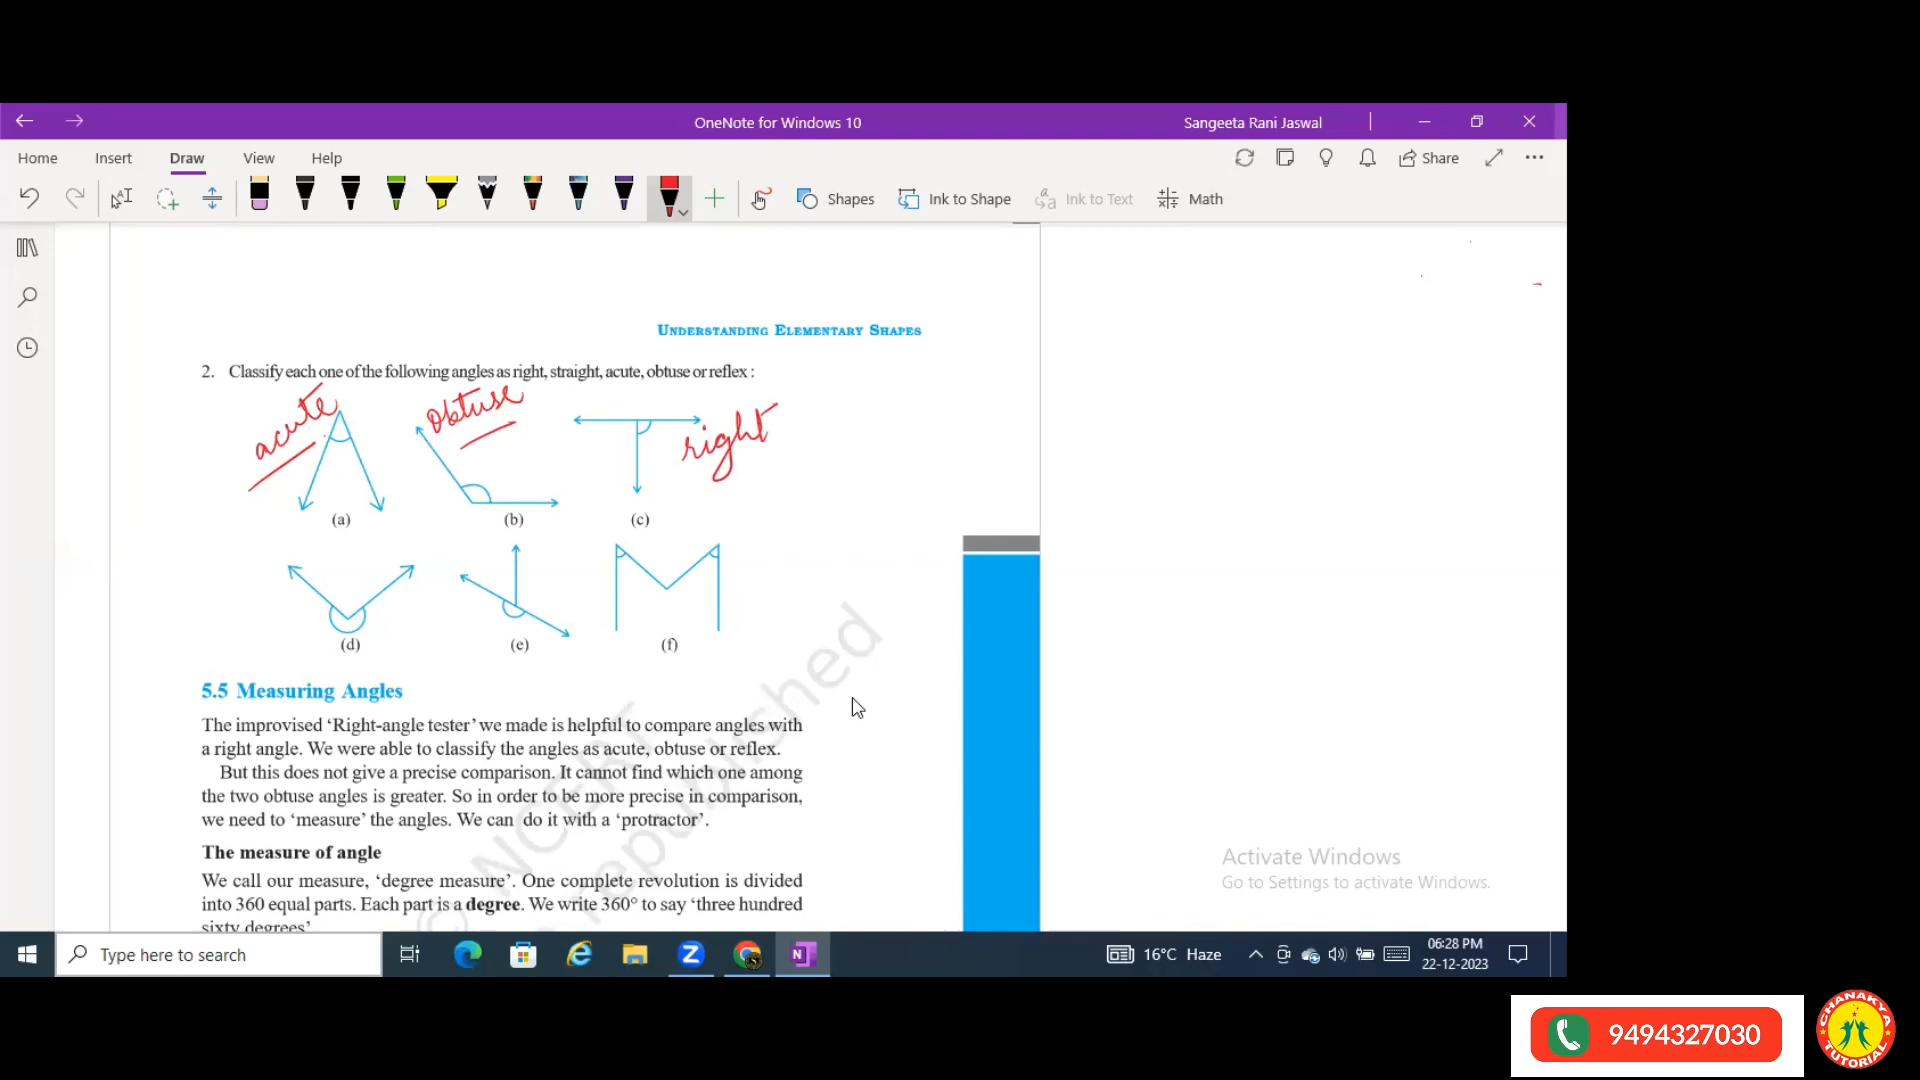 OneNote for Windows 10
Sangeeta Rani Jaswal
Home Insert Draw View Help
Share
Shapes Ink to Shape Ink to Text Math
UNDERSTANDING ELEMENTARY SHAPES
2. Classify each one of the following angles as right, straight, acute, obtuse or reflex :
acute
obtuse
right
(a) (b) (c)
(d) (e) (f)
5.5 Measuring Angles
The improvised ‘Right-angle tester’ we made is helpful to compare angles with
a right angle. We were able to classify the angles as acute, obtuse or reflex.
But this does not give a precise comparison. It cannot find which one among
the two obtuse angles is greater. So in order to be more precise in comparison,
we need to ‘measure’ the angles. We can do it with a ‘protractor’.
The measure of angle
We call our measure, ‘degree measure’. One complete revolution is divided
into 360 equal parts. Each part is a degree. We write 360° to say ‘three hundred
sixty degrees’
© NCERT
republished
Activate Windows
Go to Settings to activate Windows.
Type here to search
16°C Haze
06:28 PM
22-12-2023
9494327030
CHANAKYA
TUTORIAL